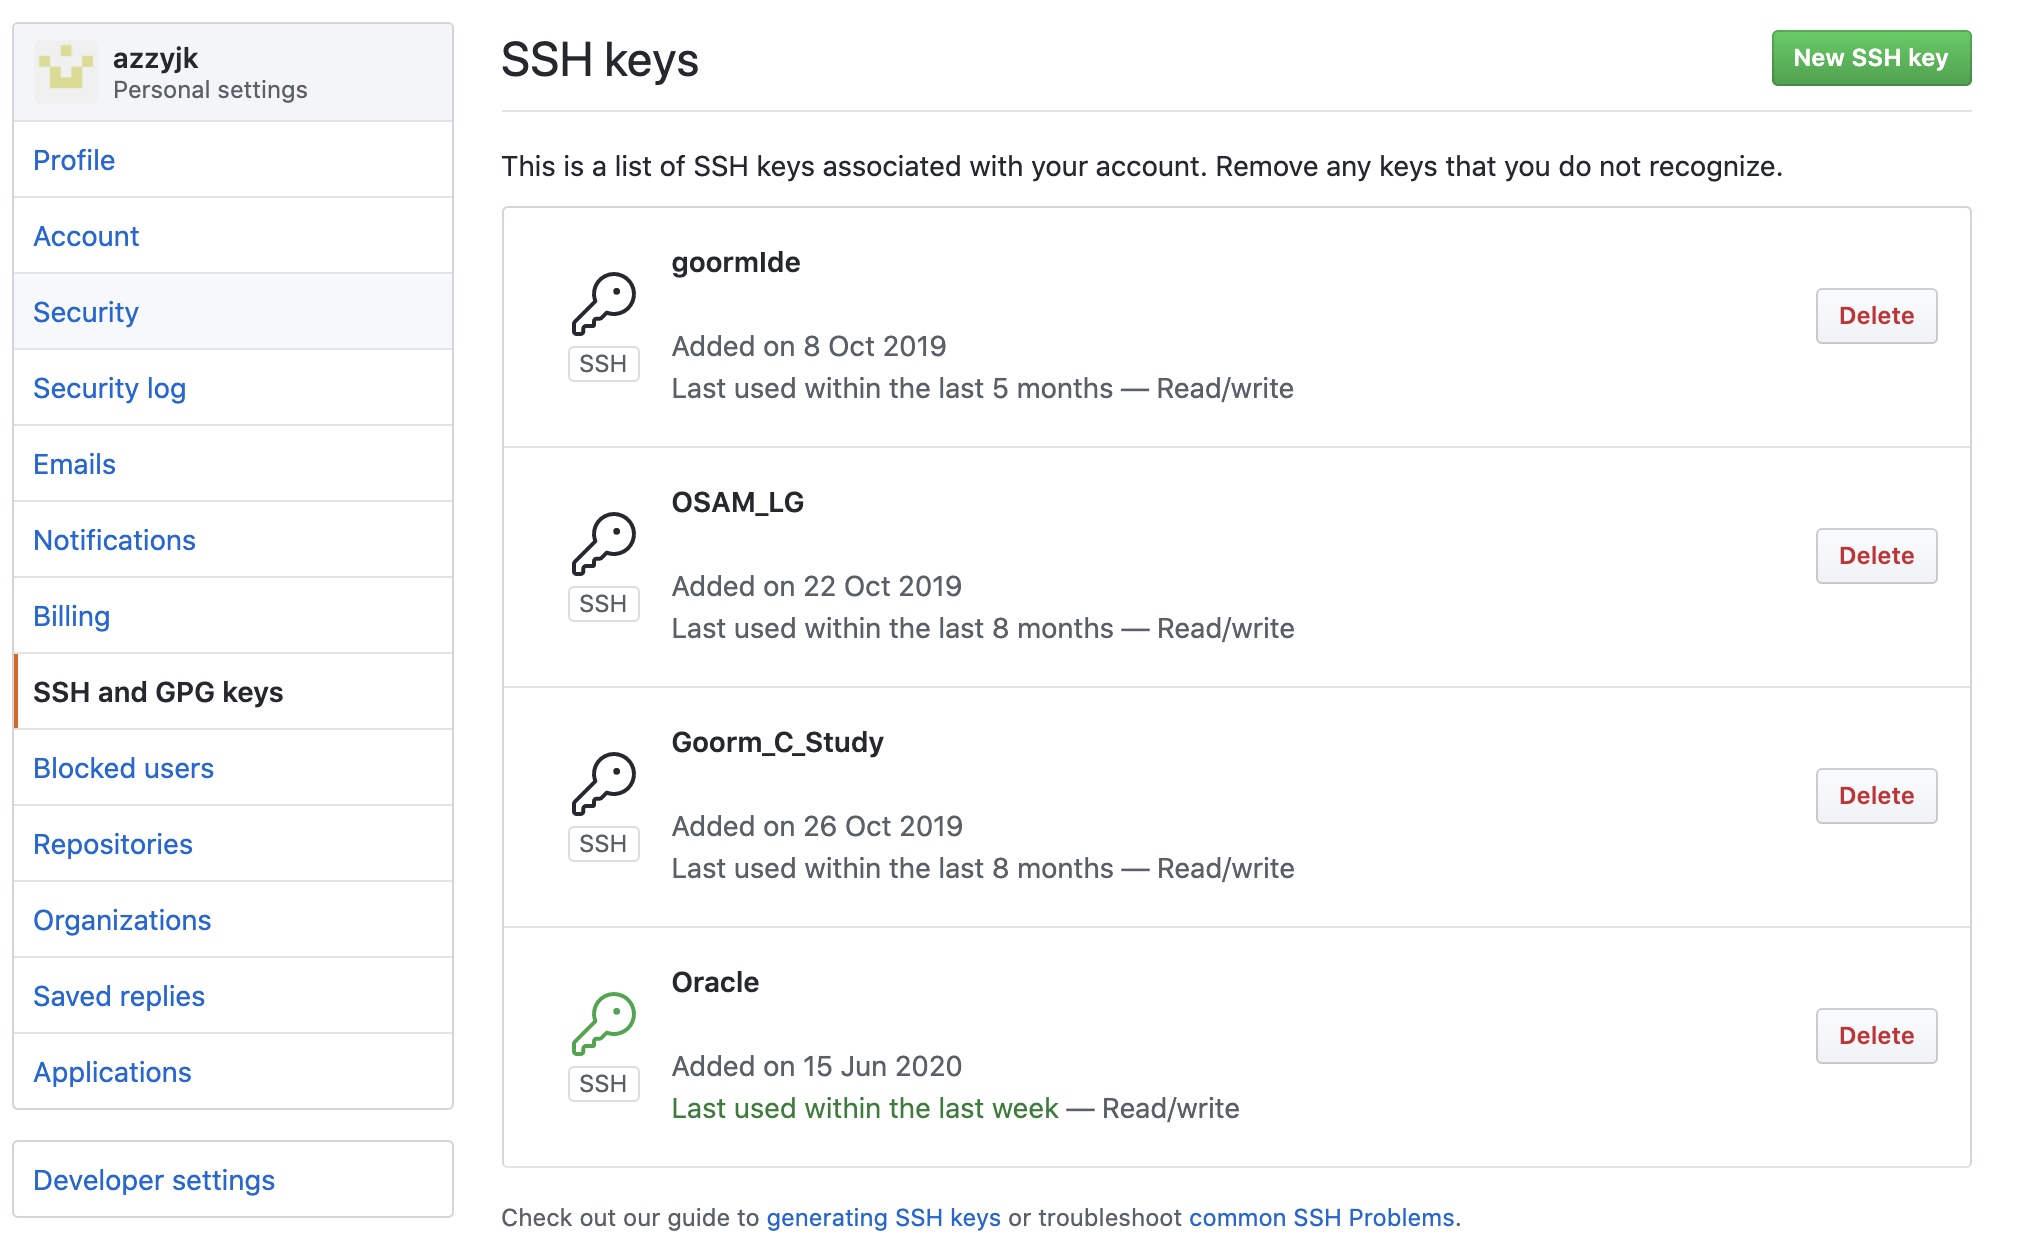 azzyjk
Personal settings
Profile
Account
Security
Security log
Emails
Notifications
Billing
SSH and GPG keys
Blocked users
Repositories
Organizations
Saved replies
Applications
Developer settings
SSH keys
New SSH key
This is a list of SSH keys associated with your account. Remove any keys that you do not recognize.
goormIde
SSH
Added on 8 Oct 2019
Last used within the last 5 months — Read/write
Delete
OSAM_LG
SSH
Added on 22 Oct 2019
Last used within the last 8 months — Read/write
Delete
Goorm_C_Study
SSH
Added on 26 Oct 2019
Last used within the last 8 months — Read/write
Delete
Oracle
SSH
Added on 15 Jun 2020
Last used within the last week — Read/write
Delete
Check out our guide to generating SSH keys or troubleshoot common SSH Problems.